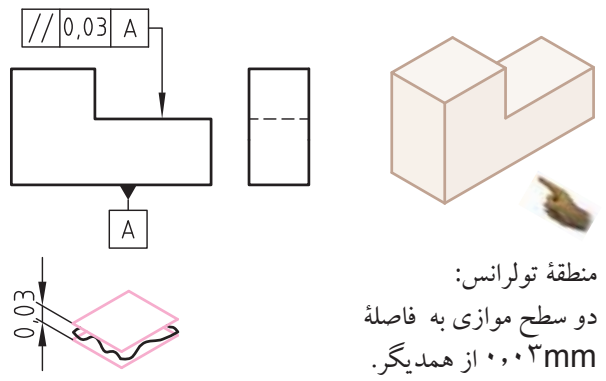 // 0,03 A
A
0,03
منطقهٔ تولرانس:
دو سطح موازی به فاصلهٔ
۰,۰۳mm از همدیگر.